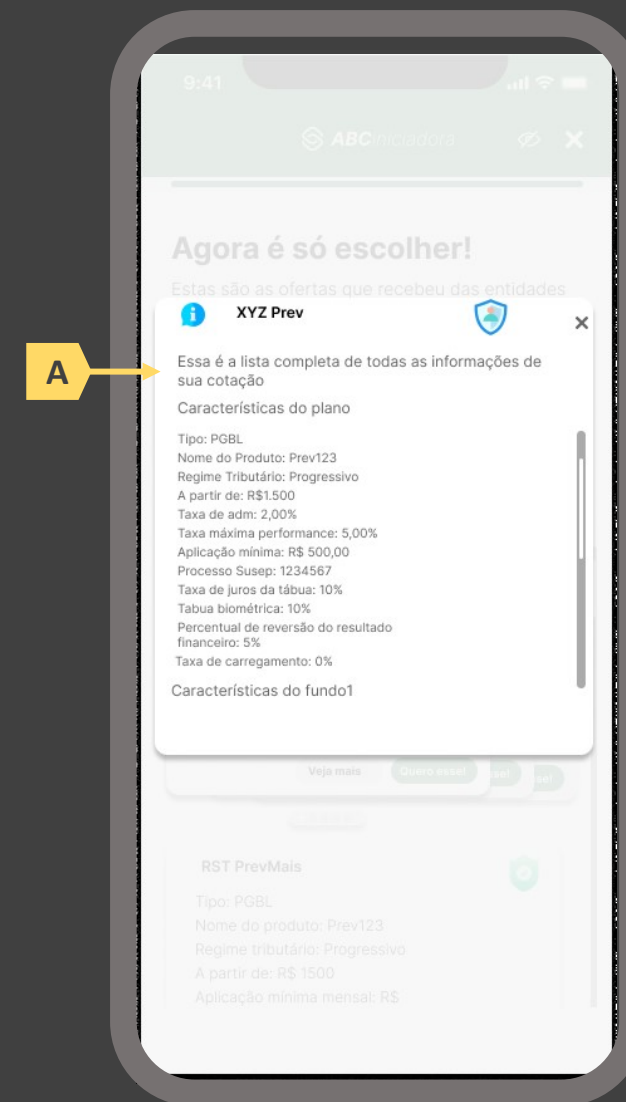 9:41
ABCiniciadora
Agora é só escolher!
Estas são as ofertas que recebeu das entidades
XYZ Prev
A
Essa é a lista completa de todas as informações de
sua cotação
Características do plano
Tipo: PGBL
Nome do Produto: Prev123
Regime Tributário: Progressivo
A partir de: R$1.500
Taxa de adm: 2,00%
Taxa máxima performance: 5,00%
Aplicação mínima: R$ 500,00
Processo Susep: 1234567
Taxa de juros da tábua: 10%
Tabua biométrica: 10%
Percentual de reversão do resultado
financeiro: 5%
Taxa de carregamento: 0%
Características do fundo1
Veja mais Quero esse!
RST PrevMais
Tipo: PGBL
Nome do produto: Prev123
Regime tributário: Progressivo
A partir de: R$ 1500
Aplicação mínima mensal: R$